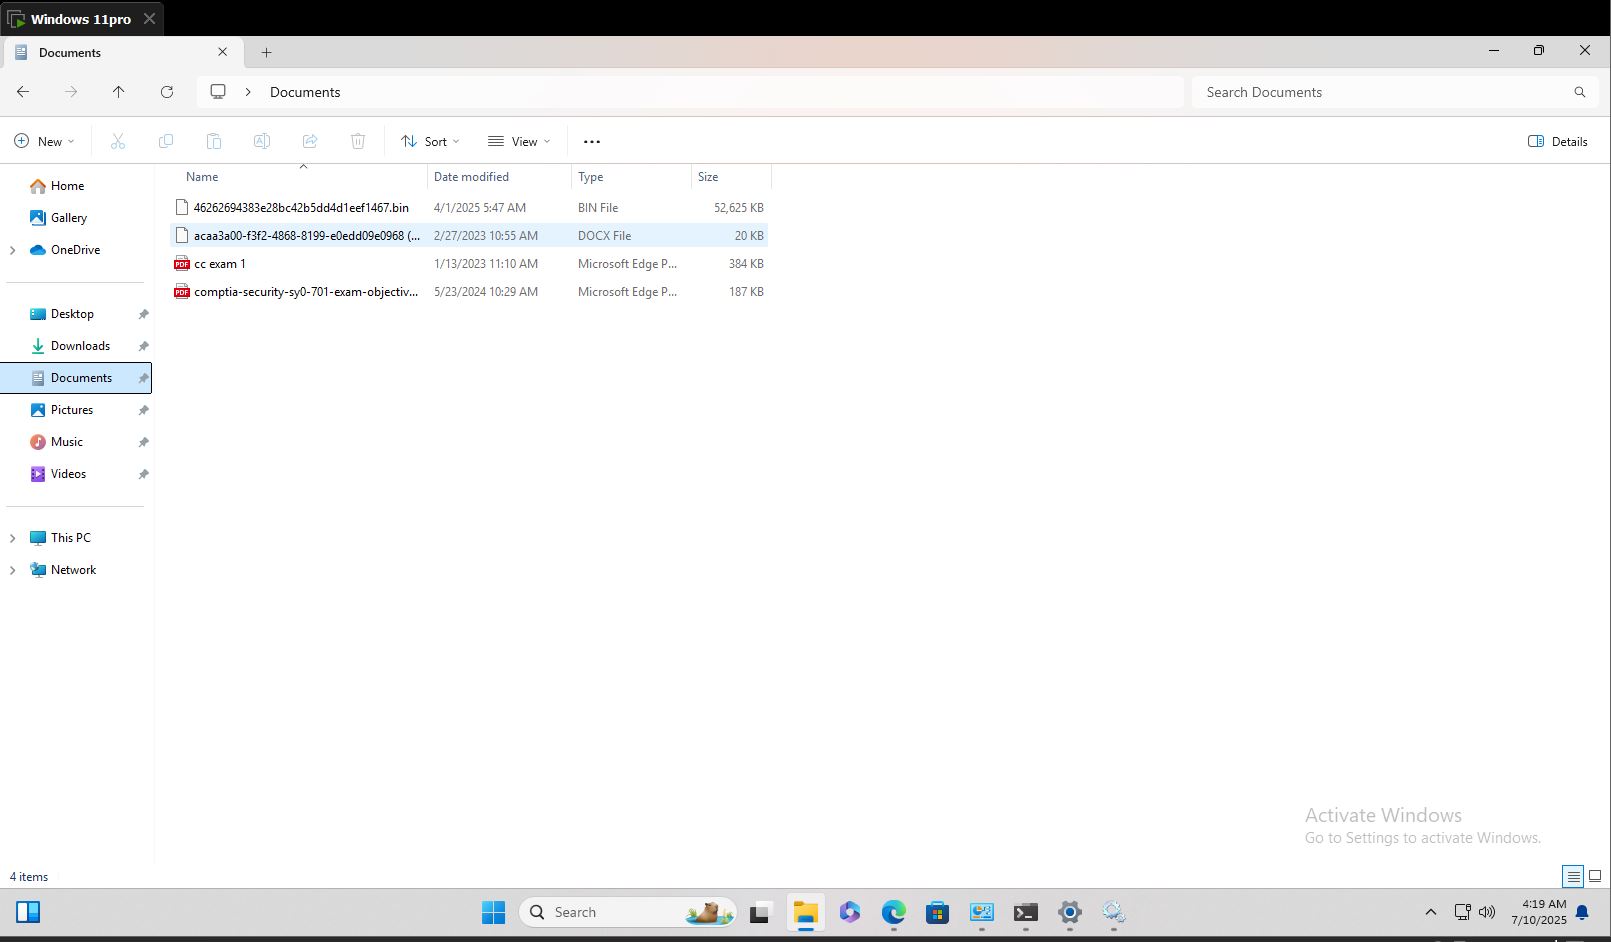 Windows 11pro
Documents
Documents
Search Documents
New
Sort
View
Details
Name Date modified Type Size
46262694383e28bc42b5dd4d1eef1467.bin 4/1/2025 5:47 AM BIN File 52,625 KB
acaa3a00-f3f2-4868-8199-e0edd09e0968 (... 2/27/2023 10:55 AM DOCX File 20 KB
PDF cc exam 1 1/13/2023 11:10 AM Microsoft Edge P... 384 KB
PDF comptia-security-sy0-701-exam-objectiv... 5/23/2024 10:29 AM Microsoft Edge P... 187 KB
Home
Gallery
OneDrive
Desktop
Downloads
Documents
Pictures
Music
Videos
This PC
Network
Activate Windows
Go to Settings to activate Windows.
4 items
Search
4:19 AM
7/10/2025